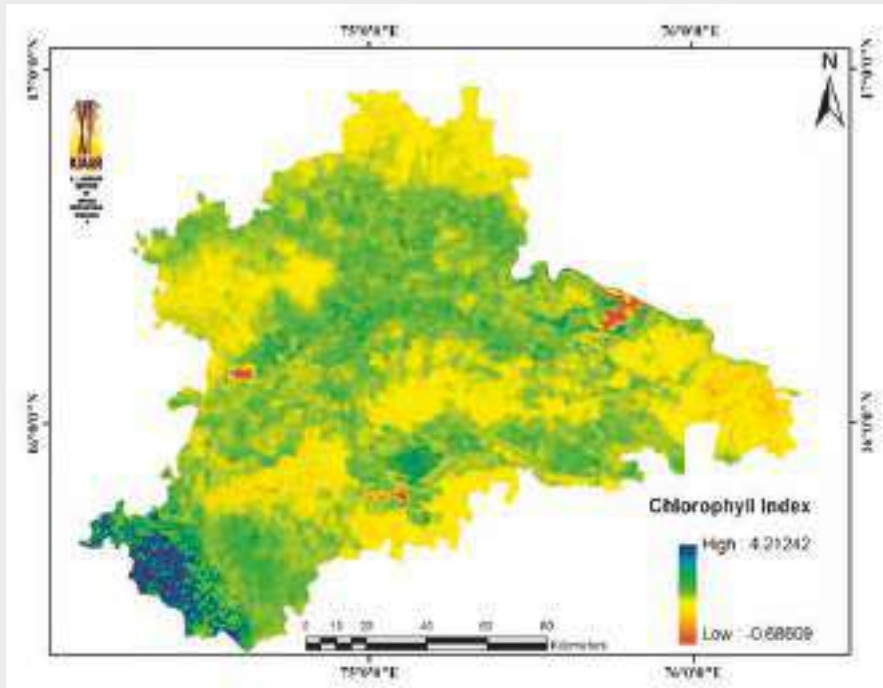 75°0'0"E 76°0'0"E
17°0'0"N 17°0'0"N
N
16°0'0"N 16°0'0"N
Chlorophyll Index
High : 4.21242
Low : -0.68609
0 10 20 40 60 80
Kilometers
75°0'0"E 76°0'0"E